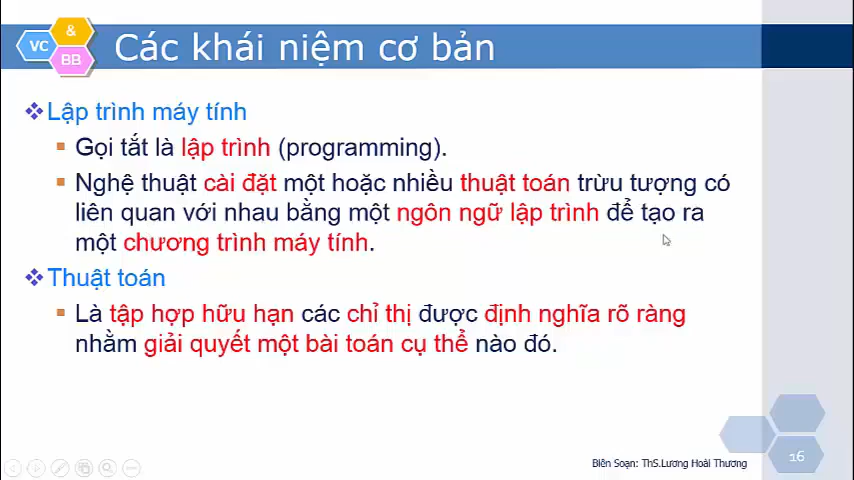 VC & BB
Các khái niệm cơ bản
Lập trình máy tính
Gọi tắt là lập trình (programming).
Nghệ thuật cài đặt một hoặc nhiều thuật toán trừu tượng có
liên quan với nhau bằng một ngôn ngữ lập trình để tạo ra
một chương trình máy tính.
Thuật toán
Là tập hợp hữu hạn các chỉ thị được định nghĩa rõ ràng
nhằm giải quyết một bài toán cụ thể nào đó.
Biên Soạn: ThS.Lương Hoài Thương
16